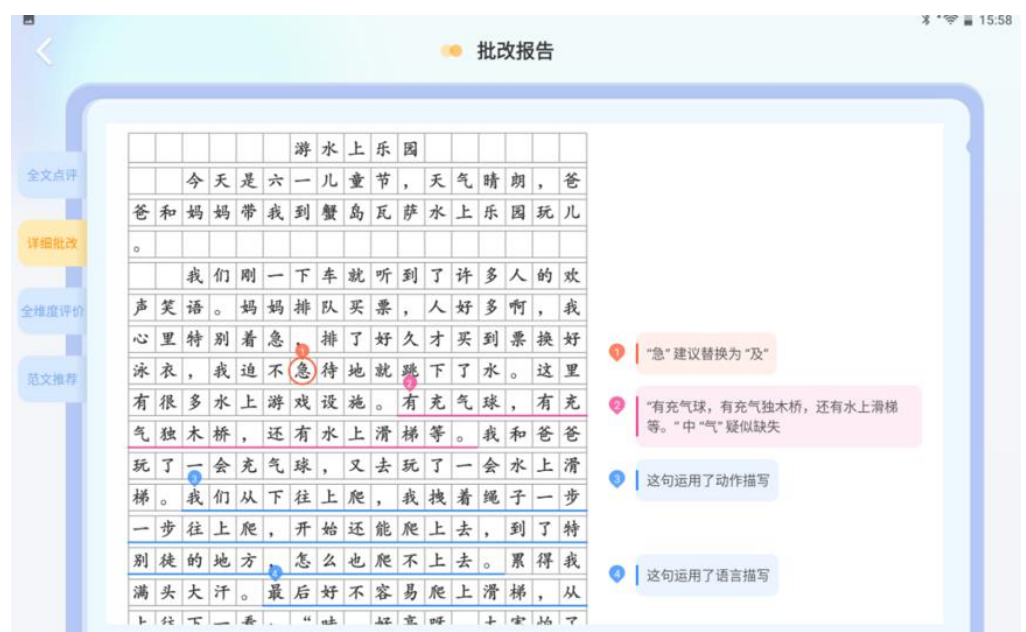 15:58
批改报告
全文点评
详细批改
全维度评价
范文推荐
游水上乐园
今天是六一儿童节，天气晴朗，爸
爸和妈妈带我到蟹岛瓦萨水上乐园玩儿
。
我们刚一下车就听到了许多人的欢
声笑语。妈妈排队买票，人好多啊，我
心里特别着急，排了好久才买到票换好
泳衣，我迫不急待地就跳下了水。这里
有很多水上游戏设施。有充气球，有充
气独木桥，还有水上滑梯等。我和爸爸
玩了一会充气球，又去玩了一会水上滑
梯。我们从下往上爬，我拽着绳子一步
一步往上爬，开始还能爬上去，到了特
别徒的地方，怎么也爬不上去。累得我
满头大汗。最后好不容易爬上滑梯，从
上往下一看，“哇
1 “急” 建议替换为 “及”
2 “有充气球，有充气独木桥，还有水上滑梯
等。” 中 “气” 疑似缺失
3 这句运用了动作描写
4 这句运用了语言描写